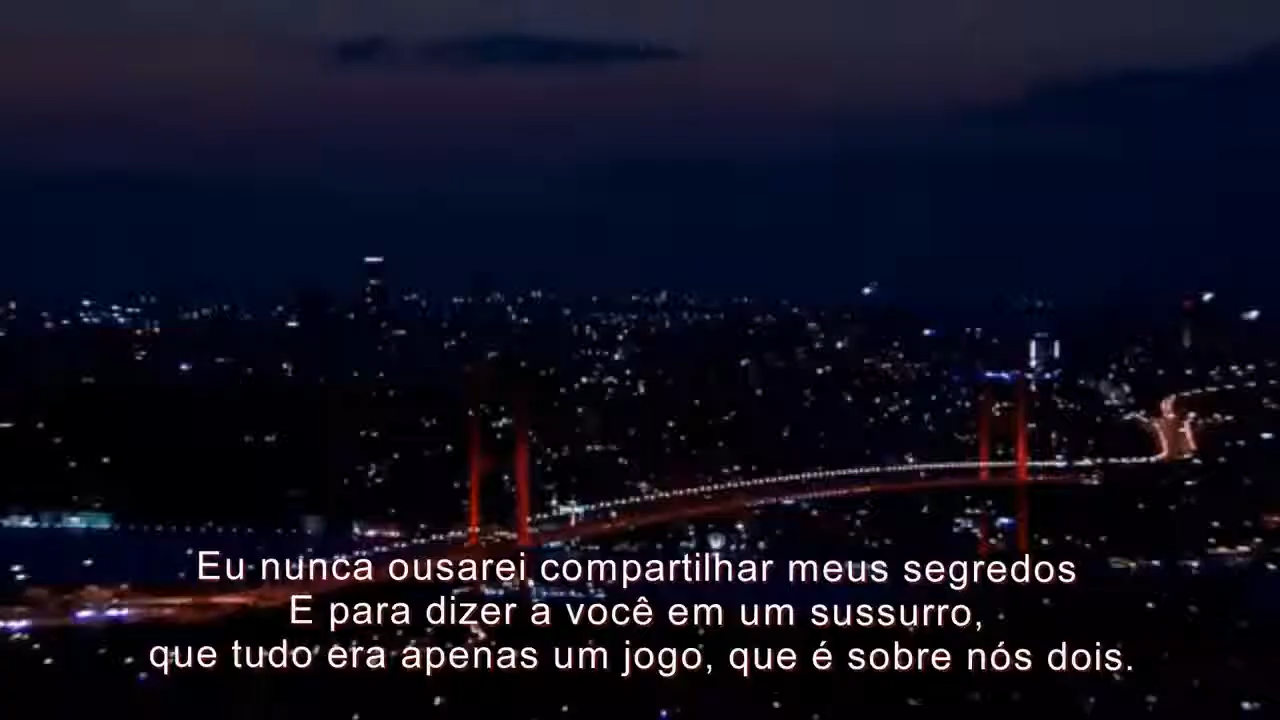 Eu nunca ousarei compartilhar meus segredos
E para dizer a você em um sussurro,
que tudo era apenas um jogo, que é sobre nós dois.